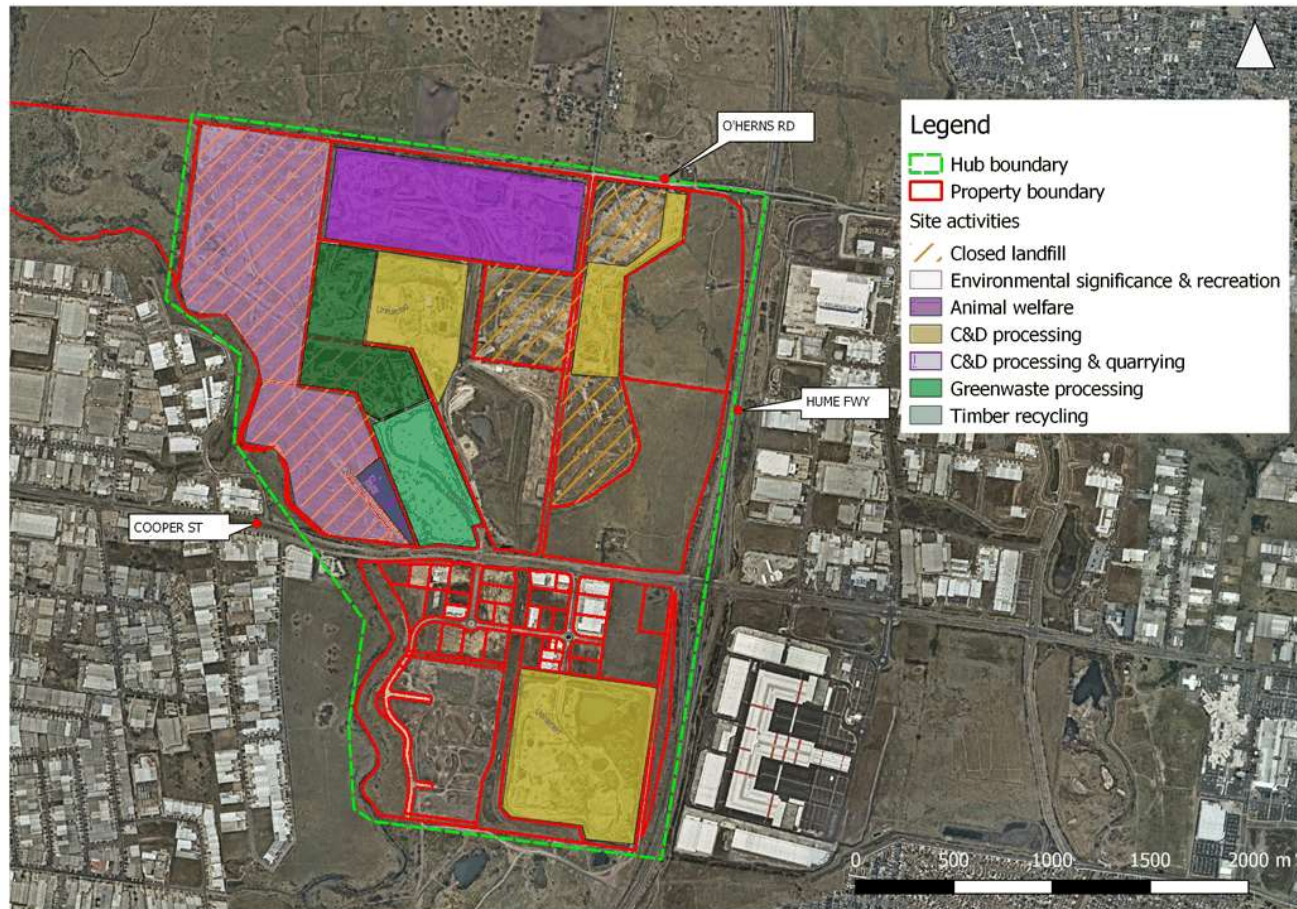 O'HERNS RD
Legend
Hub boundary
Property boundary
Site activities
Closed landfill
Environmental significance & recreation
Animal welfare
C&D processing
C&D processing & quarrying
Greenwaste processing
Timber recycling
HUME FWY
COOPER ST
0 500 1000 1500 2000 m